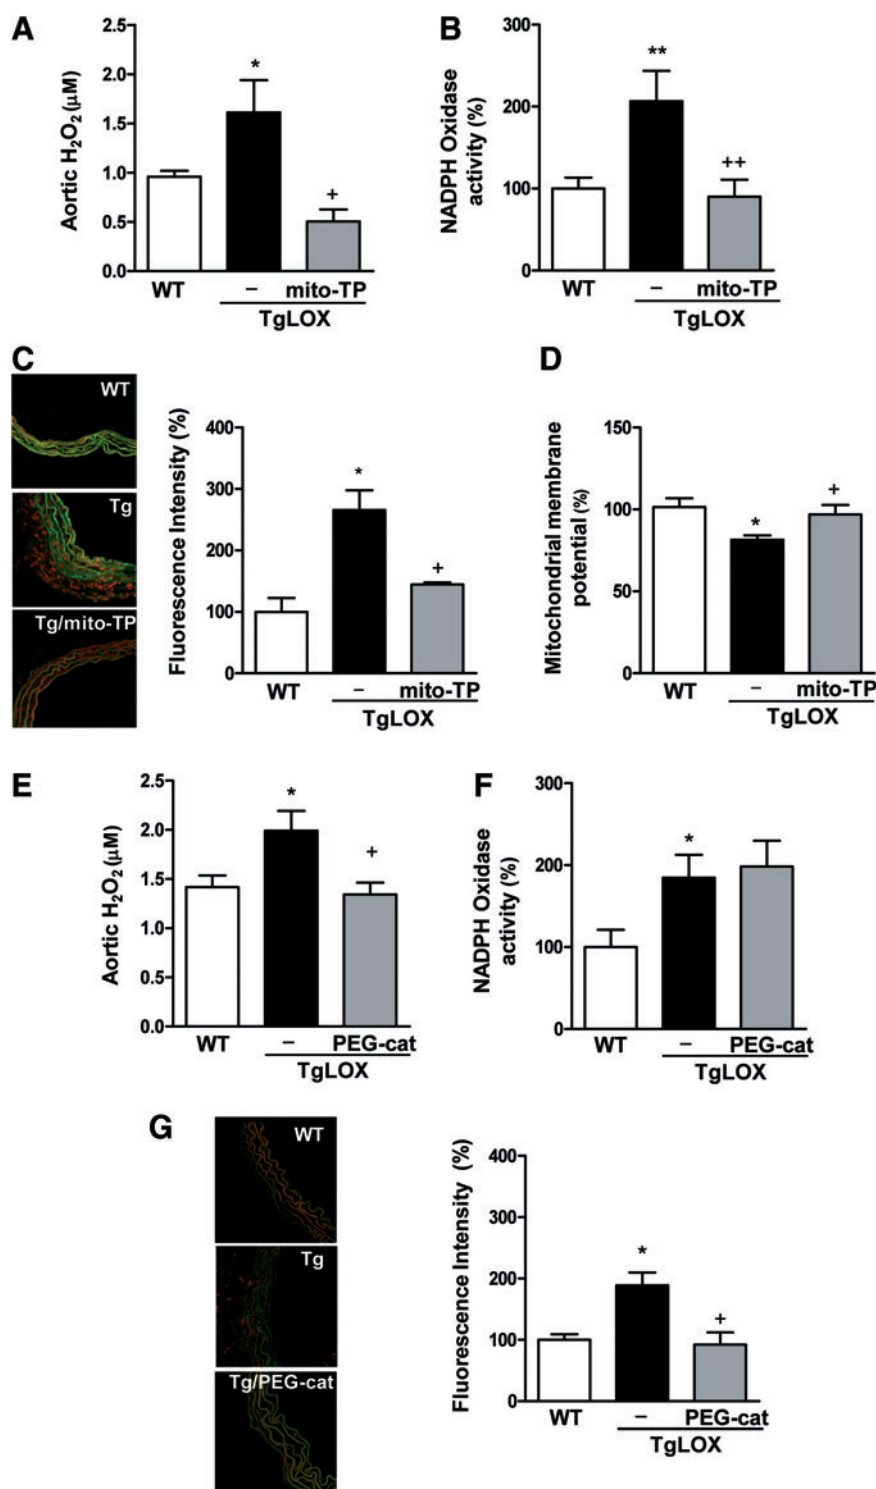 A
Aortic H₂O₂ (μM)
2.5
2.0
1.5
1.0
0.5
0.0
*
+
WT
–
mito-TP
TgLOX
B
NADPH Oxidase
activity (%)
300
200
100
0
**
++
WT
–
mito-TP
TgLOX
C
WT
Tg
Tg/mito-TP
Fluorescence Intensity (%)
400
300
200
100
0
*
+
WT
–
mito-TP
TgLOX
D
Mitochondrial membrane
potential (%)
150
100
50
0
*
+
WT
–
mito-TP
TgLOX
E
Aortic H₂O₂ (μM)
2.5
2.0
1.5
1.0
0.5
0.0
*
+
WT
–
PEG-cat
TgLOX
F
NADPH Oxidase
activity (%)
300
200
100
0
*
WT
–
PEG-cat
TgLOX
G
WT
Tg
Tg/PEG-cat
Fluorescence Intensity (%)
400
300
200
100
0
*
+
WT
–
PEG-cat
TgLOX